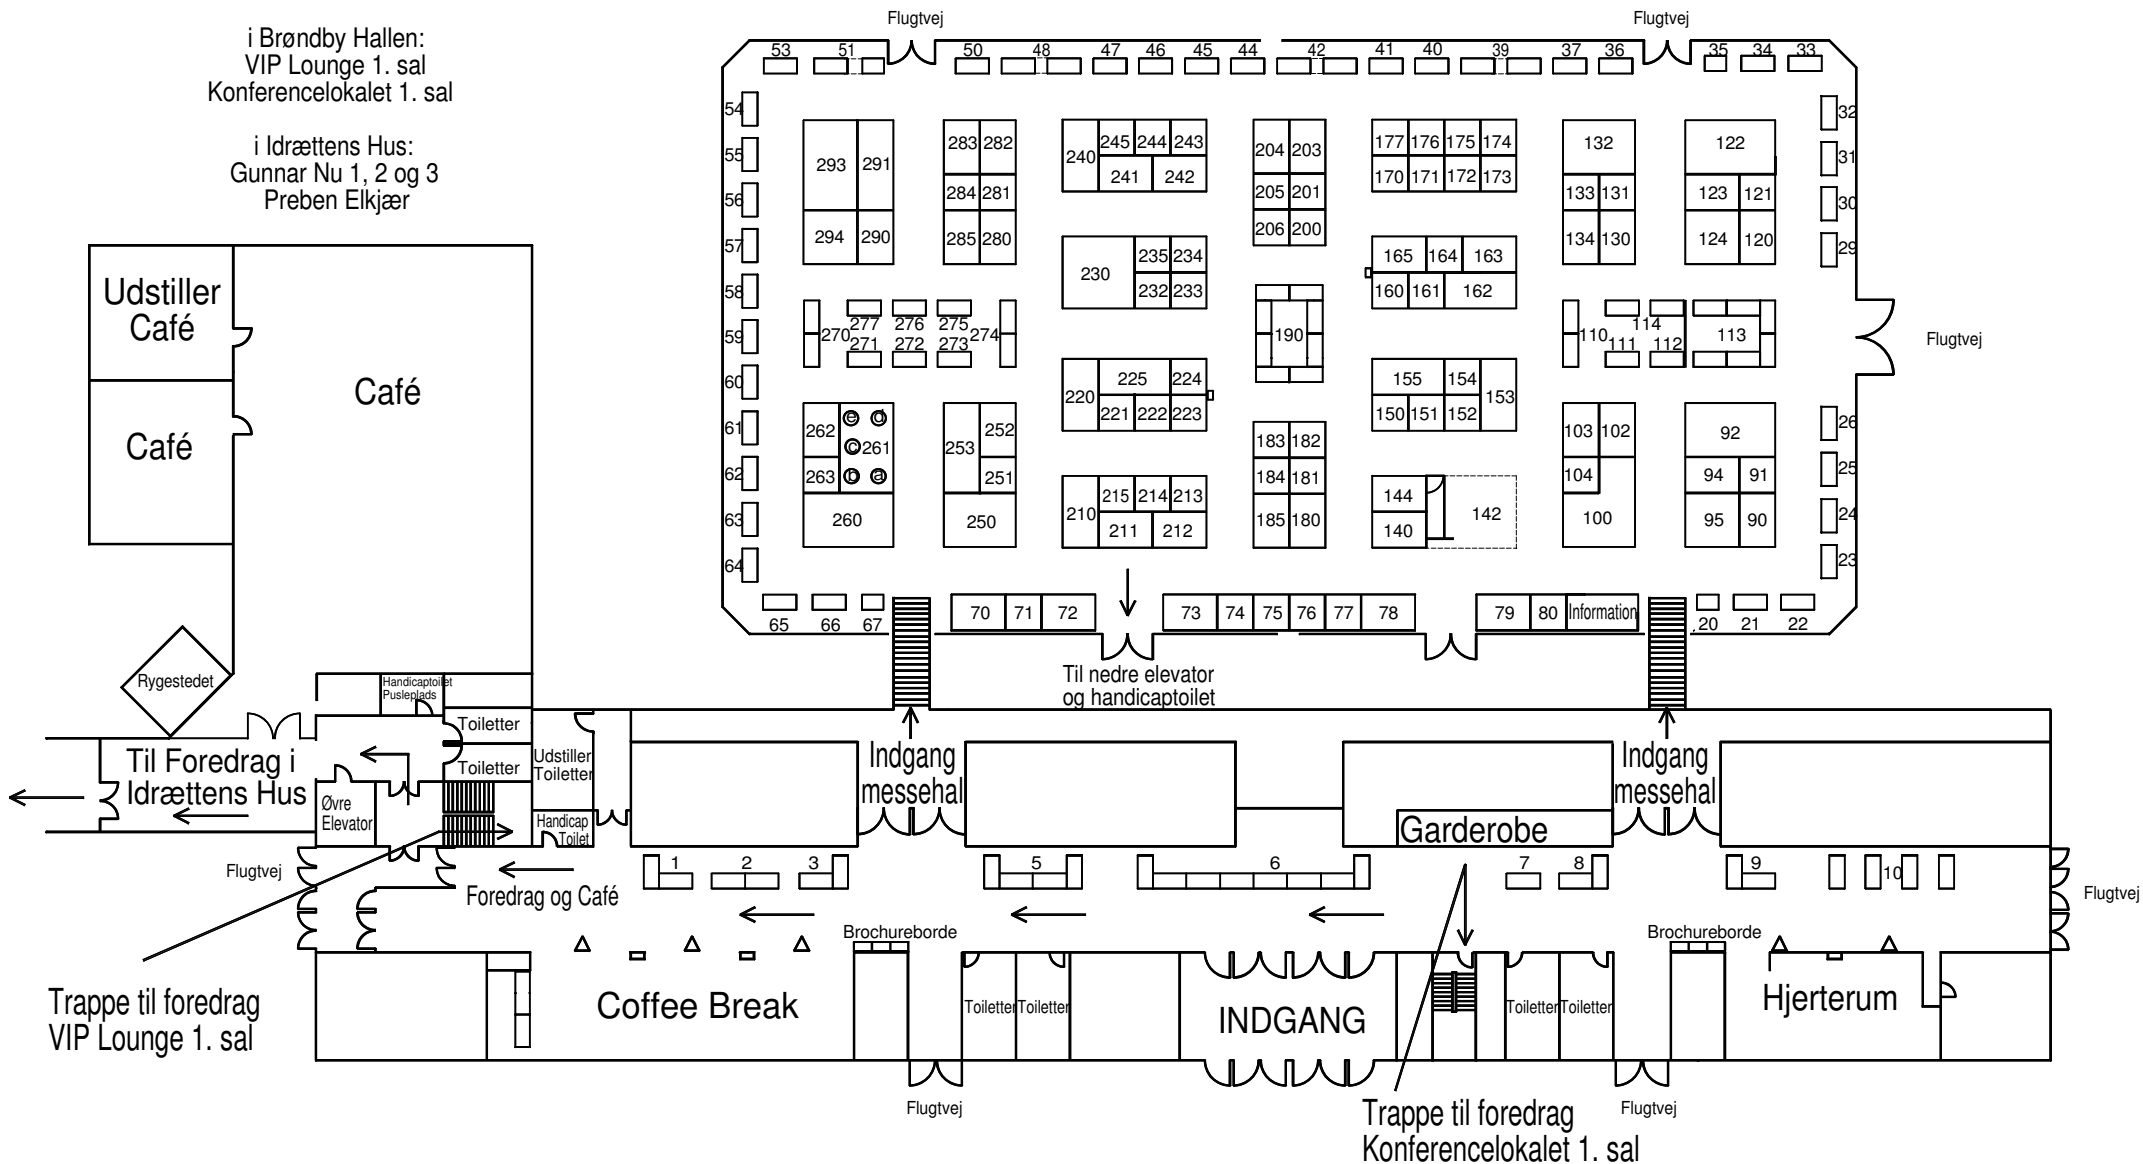 i Brøndby Hallen:
VIP Lounge 1. sal
Konferencelokalet 1. sal
i Idrættens Hus:
Gunnar Nu 1, 2 og 3
Preben Elkjær
Flugtvej
Flugtvej
53 51 50 48 47 46 45 44 42 41 40 39 37 36 35 34 33
54
55
56
57
58
59
60
61
62
63
64
32
31
30
29
26
25
24
23
293 291
294 290
283 282
284 281
285 280
240 245 244 243
241 242
204 203
205 201
206 200
177 176 175 174
170 171 172 173
132
133 131
134 130
122
123 121
124 120
230 235 234
232 233
165 164 163
160 161 162
270 277 276 275 274
271 272 273
190
110 114 113
111 112
Flugtvej
220 225 224
221 222 223
155 154 153
150 151 152
262 e d
c 261
263 b a
260
253 252
251
250
210 215 214 213
211 212
183 182
184 181
185 180
144 142
140
103 102
104
100
92
94 91
95 90
65 66 67
70 71 72
73 74 75 76 77 78
79 80 Information
20 21 22
Til nedre elevator
og handicaptoilet
Udstiller
Café
Café
Café
Rygestedet
Handicaptoilet
Pusleplads
Toiletter
Toiletter
Udstiller
Toiletter
Handicap
Toilet
Til Foredrag i
Idrættens Hus
Øvre
Elevator
Indgang
messehal
Indgang
messehal
Garderobe
Flugtvej
Foredrag og Café
1 2 3 5 6 7 8 9 10
Flugtvej
Brochureborde
Brochureborde
Trappe til foredrag
VIP Lounge 1. sal
Coffee Break
Toiletter Toiletter
INDGANG
Toiletter Toiletter
Hjerterum
Flugtvej
Flugtvej
Trappe til foredrag
Konferencelokalet 1. sal